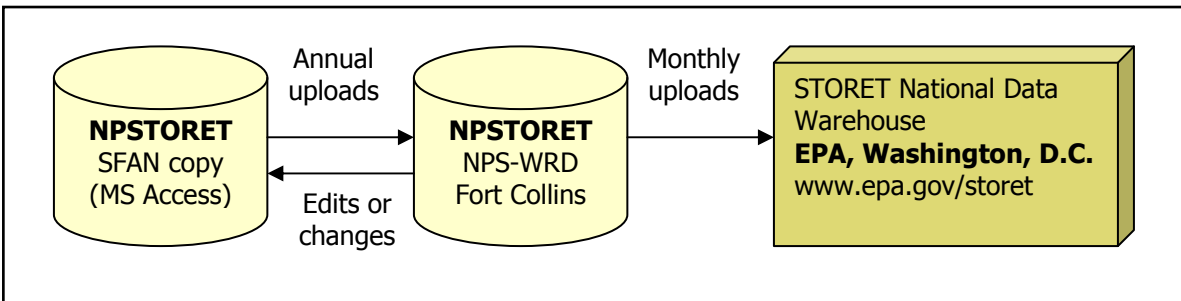 NPSTORET
SFAN copy
(MS Access)
Annual
uploads
Edits or
changes
NPSTORET
NPS-WRD
Fort Collins
Monthly
uploads
STORET National Data
Warehouse
EPA, Washington, D.C.
www.epa.gov/storet